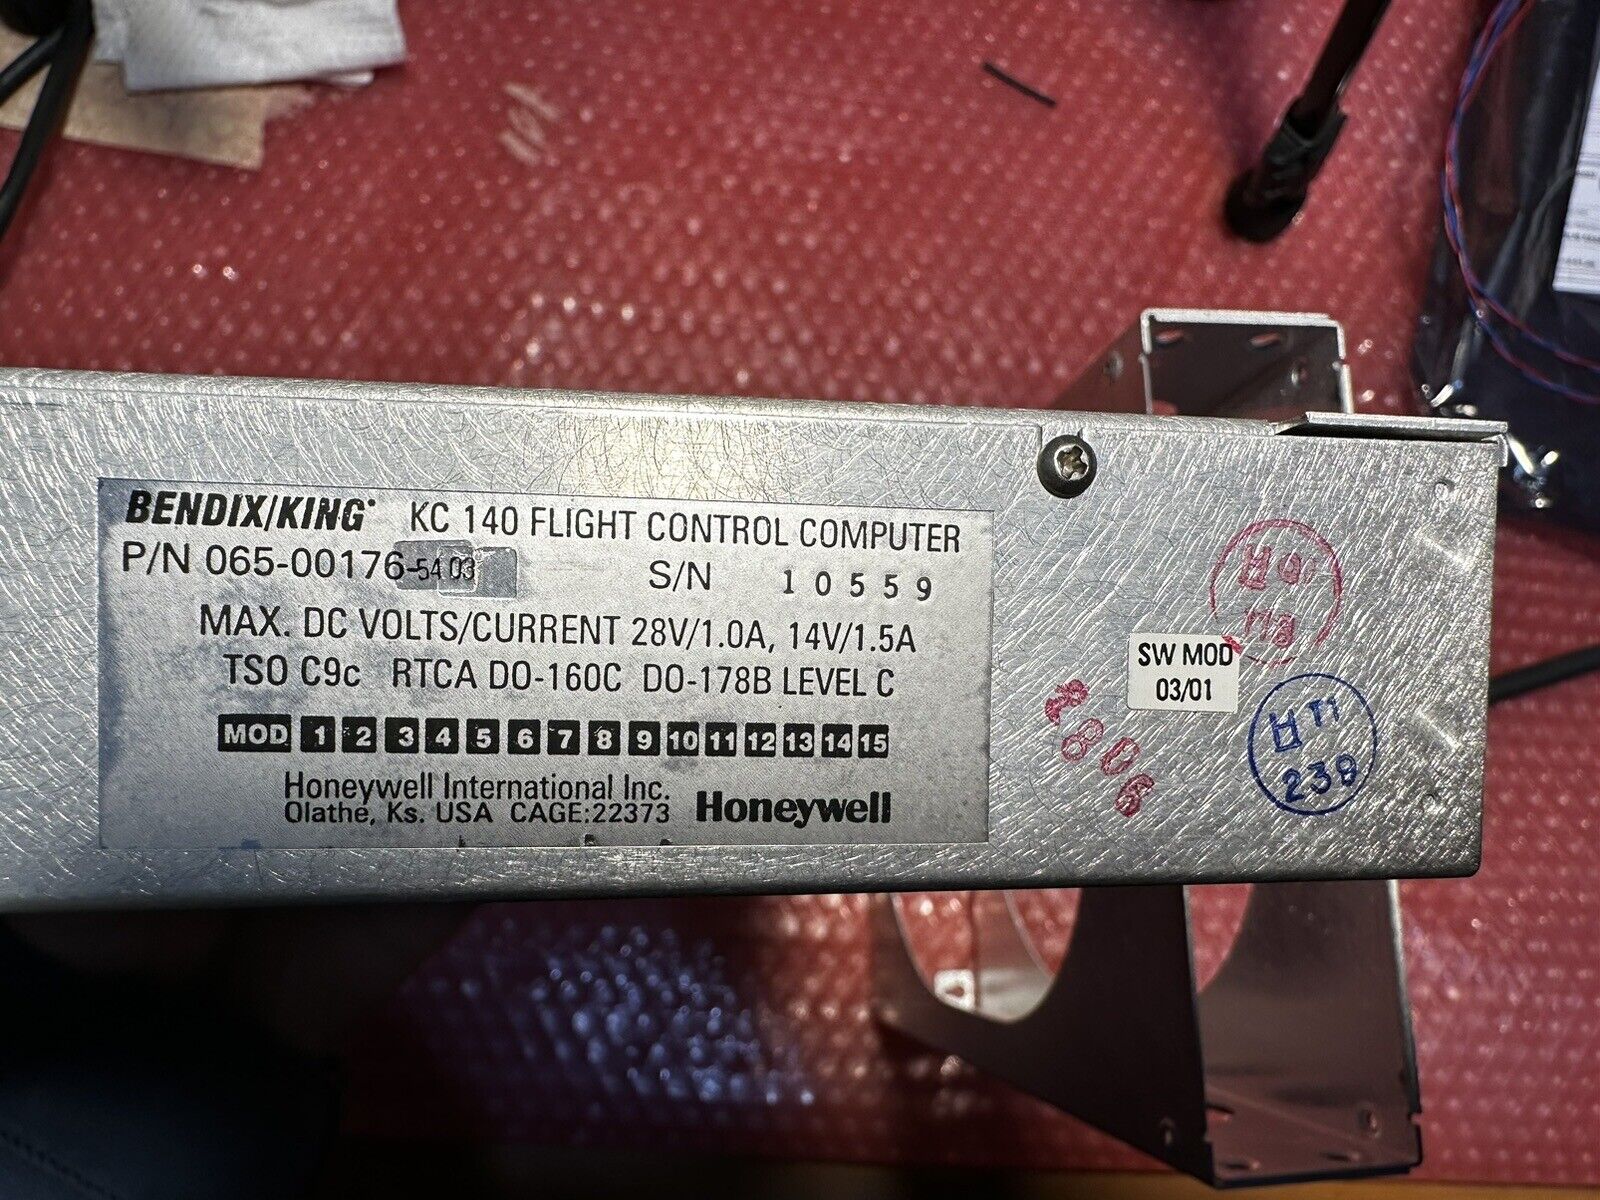 BENDIX/KING® KC 140 FLIGHT CONTROL COMPUTER
P/N 065-00176-5403 S/N 10559
MAX. DC VOLTS/CURRENT 28V/1.0A, 14V/1.5A
TSO C9c RTCA DO-160C DO-178B LEVEL C
MOD 1 2 3 4 5 6 7 8 9 10 11 12 13 14 15
Honeywell International Inc.
Olathe, Ks. USA CAGE:22373 Honeywell
SW MOD
03/01
TI
239